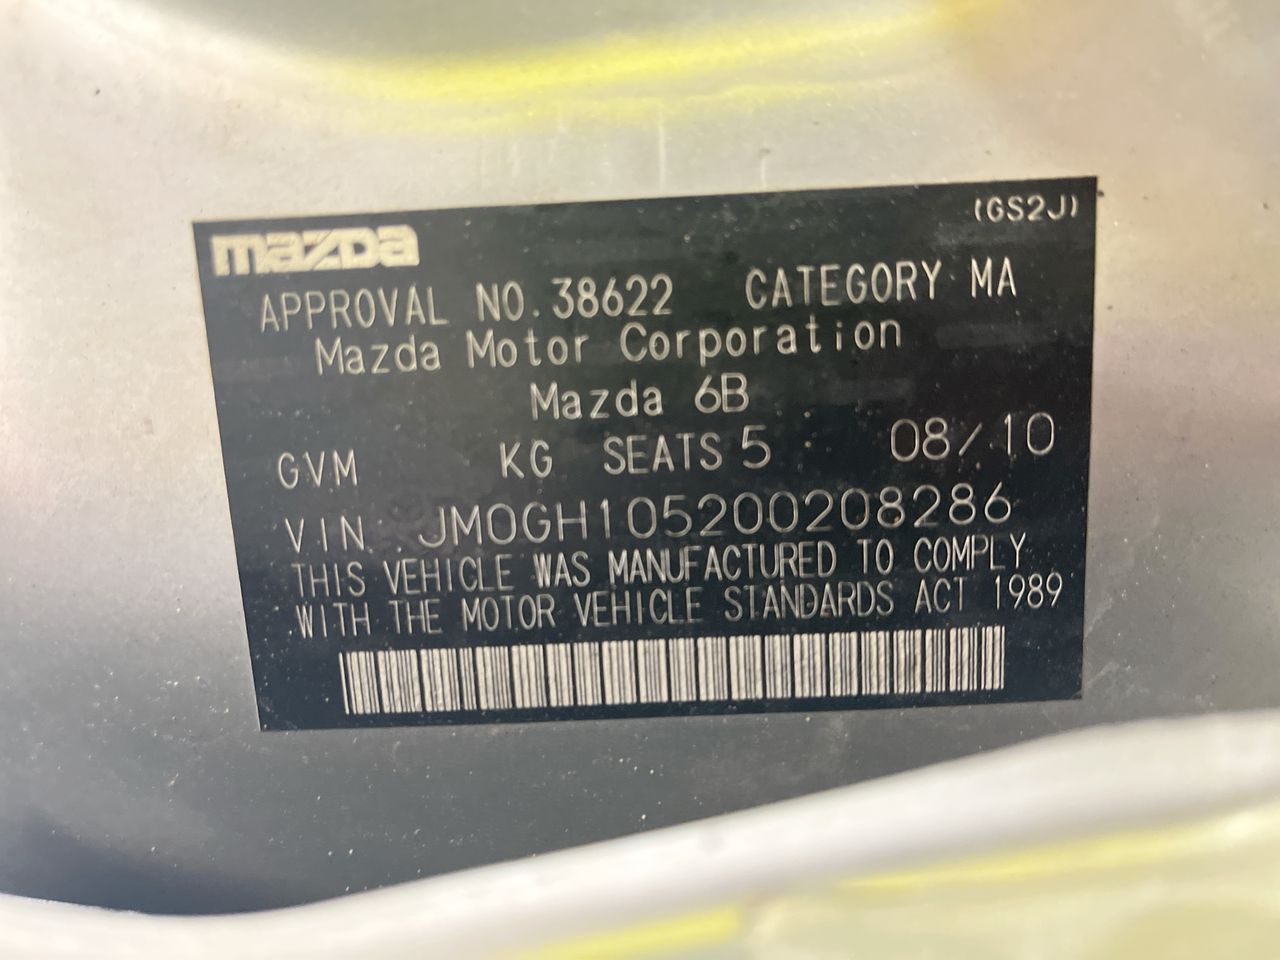 (GS2J)
mazda
APPROVAL NO.38622 CATEGORY MA
Mazda Motor Corporation
Mazda 6B
GVM KG SEATS 5 08/10
VIN. JM0GH105200208286
THIS VEHICLE WAS MANUFACTURED TO COMPLY
WITH THE MOTOR VEHICLE STANDARDS ACT 1989